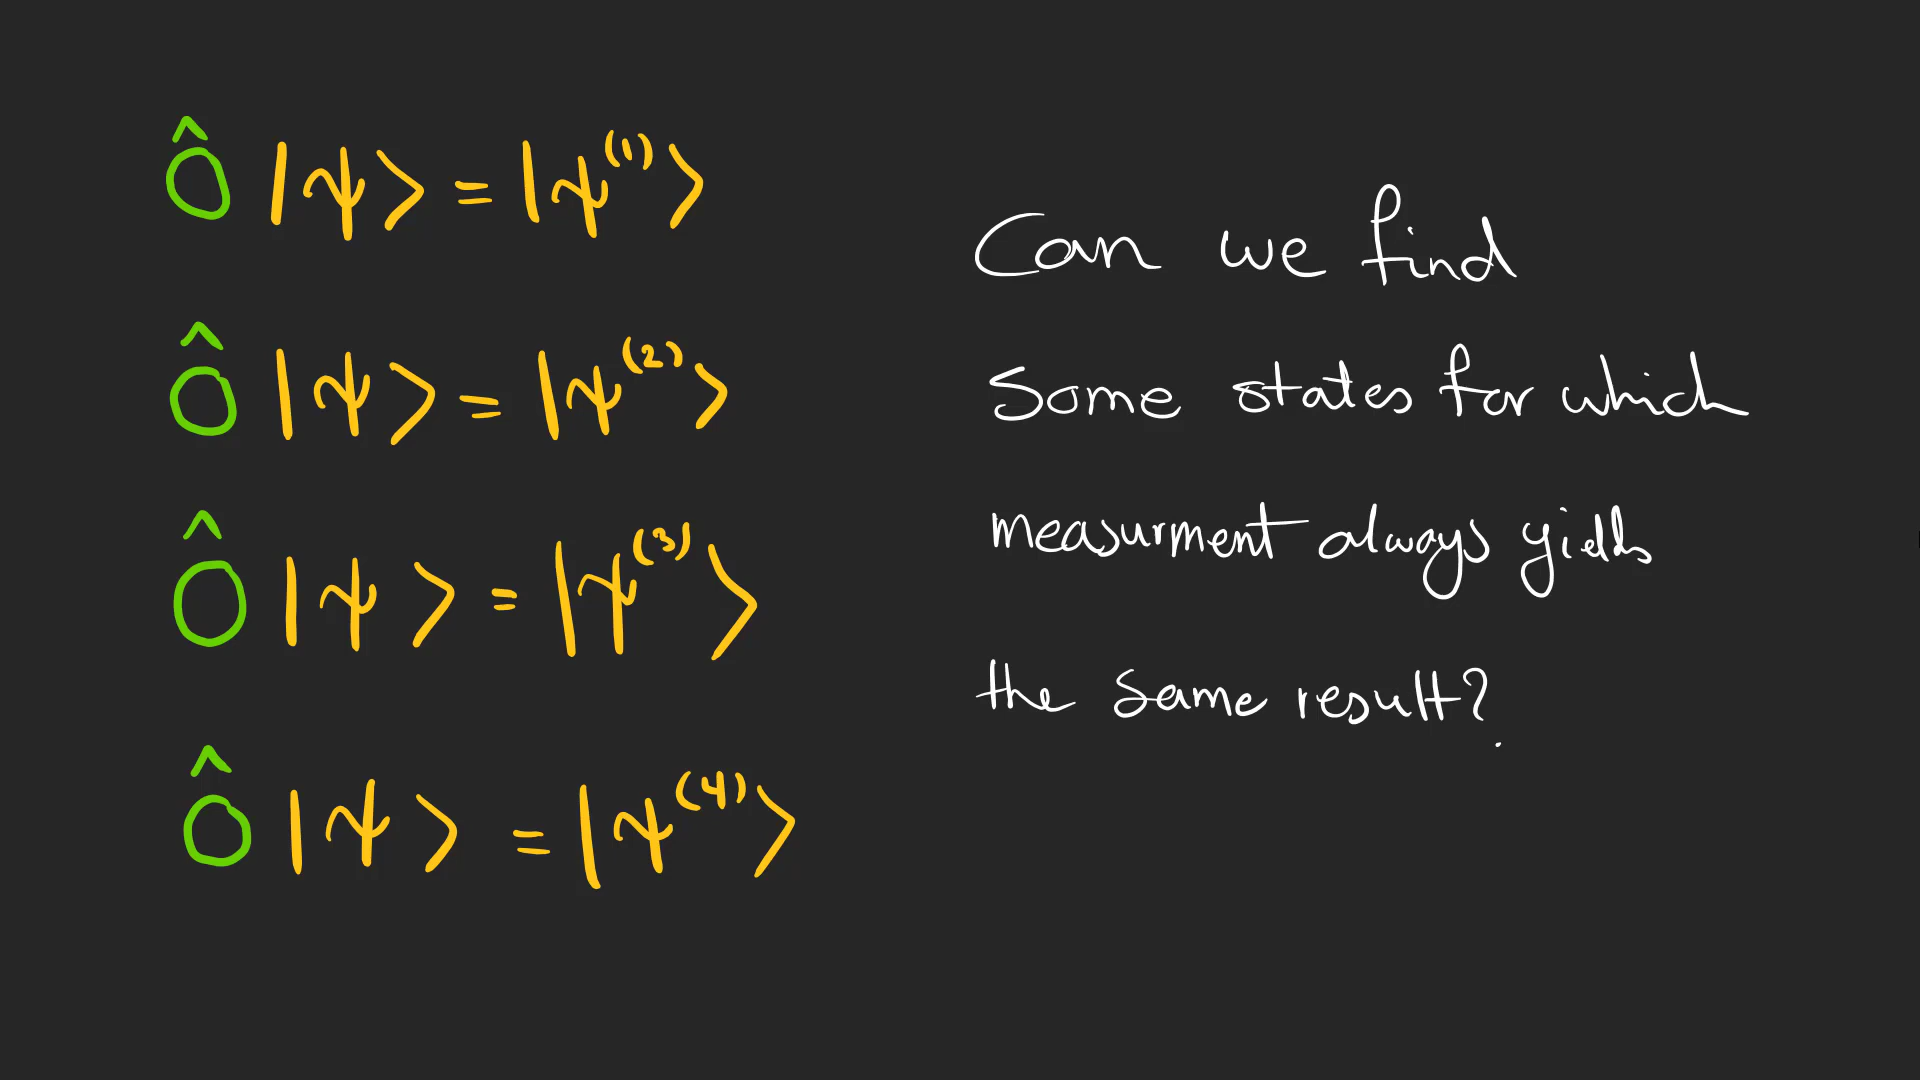 Ô |ψ> = |ψ⁽¹⁾>
Ô |ψ> = |ψ⁽²⁾>
Ô |ψ> = |ψ⁽³⁾>
Ô |ψ> = |ψ⁽⁴⁾>
Can we find
Some states for which
measurment always yields
the same result?